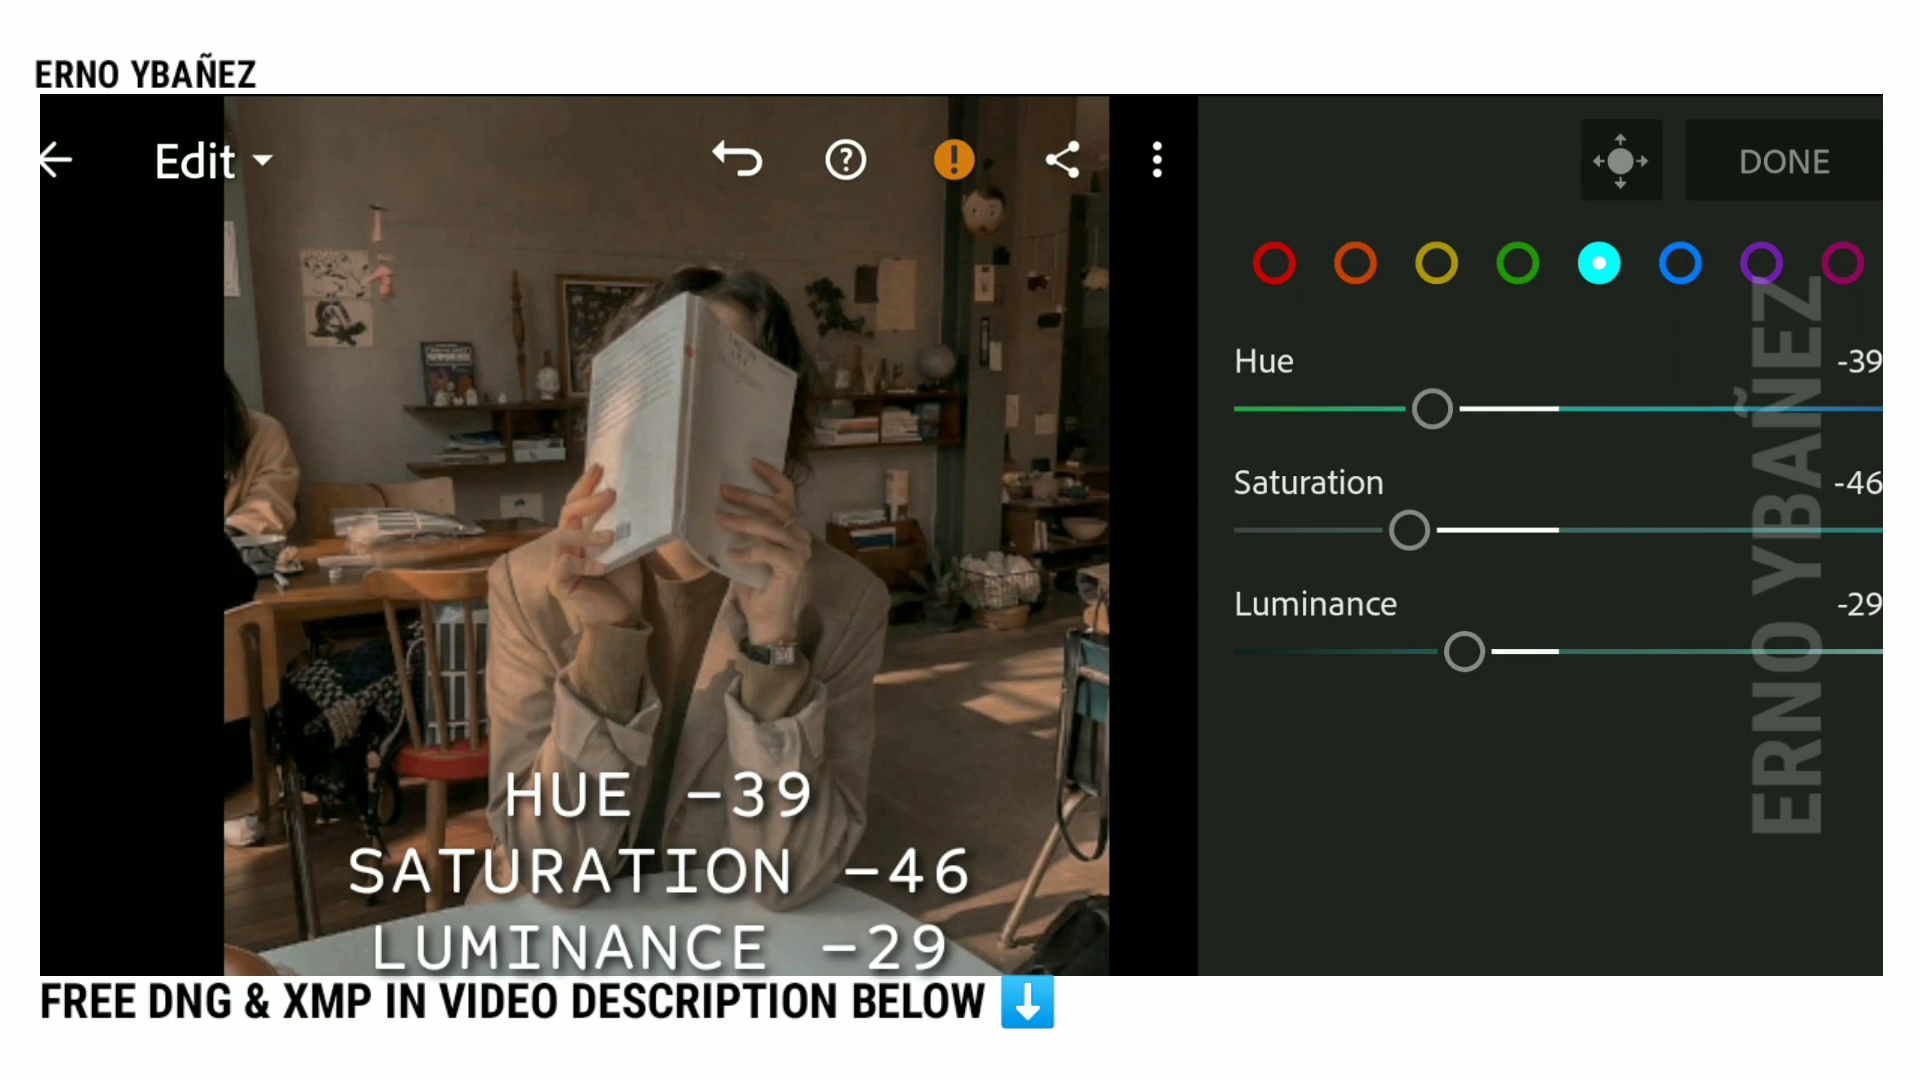 ERNO YBAÑEZ
Edit
DONE
Hue -39
Saturation -46
Luminance -29
ERNO YBAÑEZ
HUE -39
SATURATION -46
LUMINANCE -29
FREE DNG & XMP IN VIDEO DESCRIPTION BELOW ⬇️